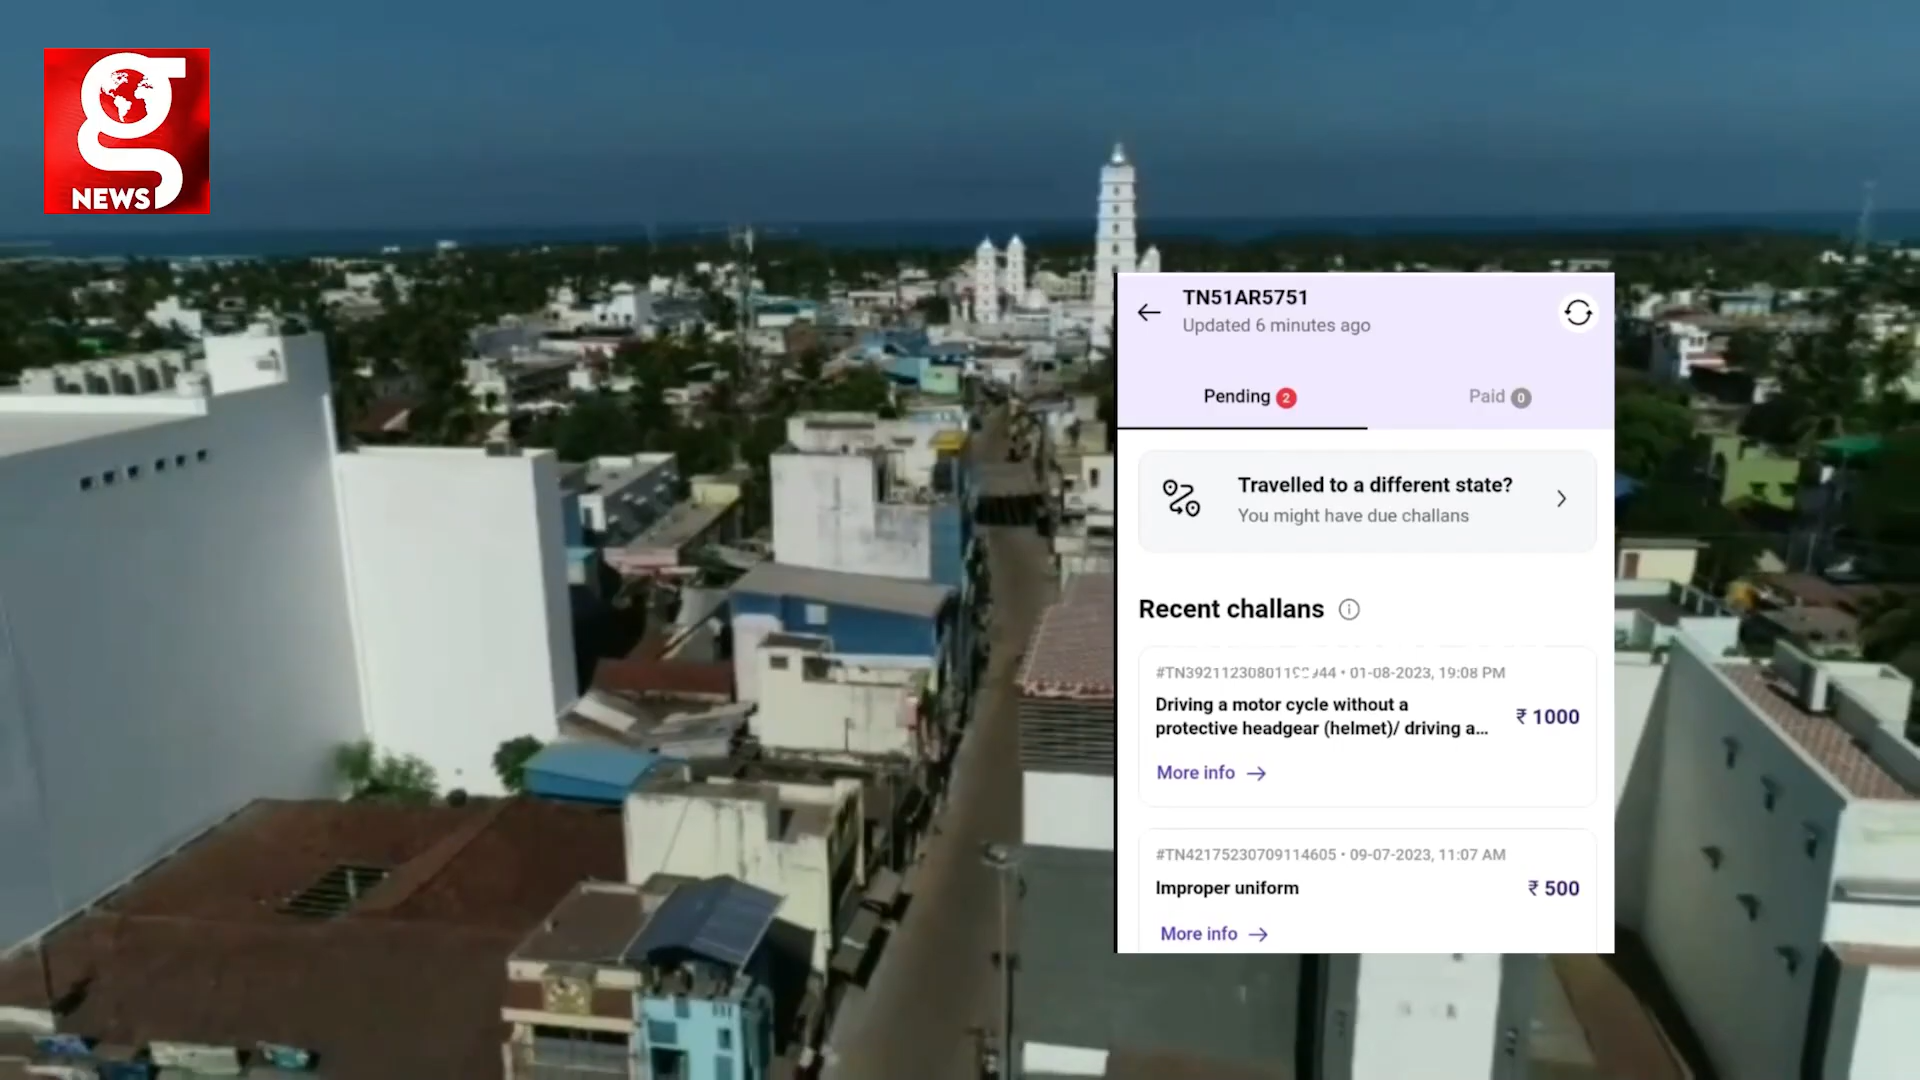 g
NEWS
TN51AR5751
Updated 6 minutes ago
Pending 2
Paid 0
Travelled to a different state?
You might have due challans
Recent challans
01-08-2023, 19:08 PM
Driving a motor cycle without a
protective headgear (helmet)/ driving a...
₹ 1000
More info
#TN42175230709114605 • 09-07-2023, 11:07 AM
Improper uniform
₹ 500
More info